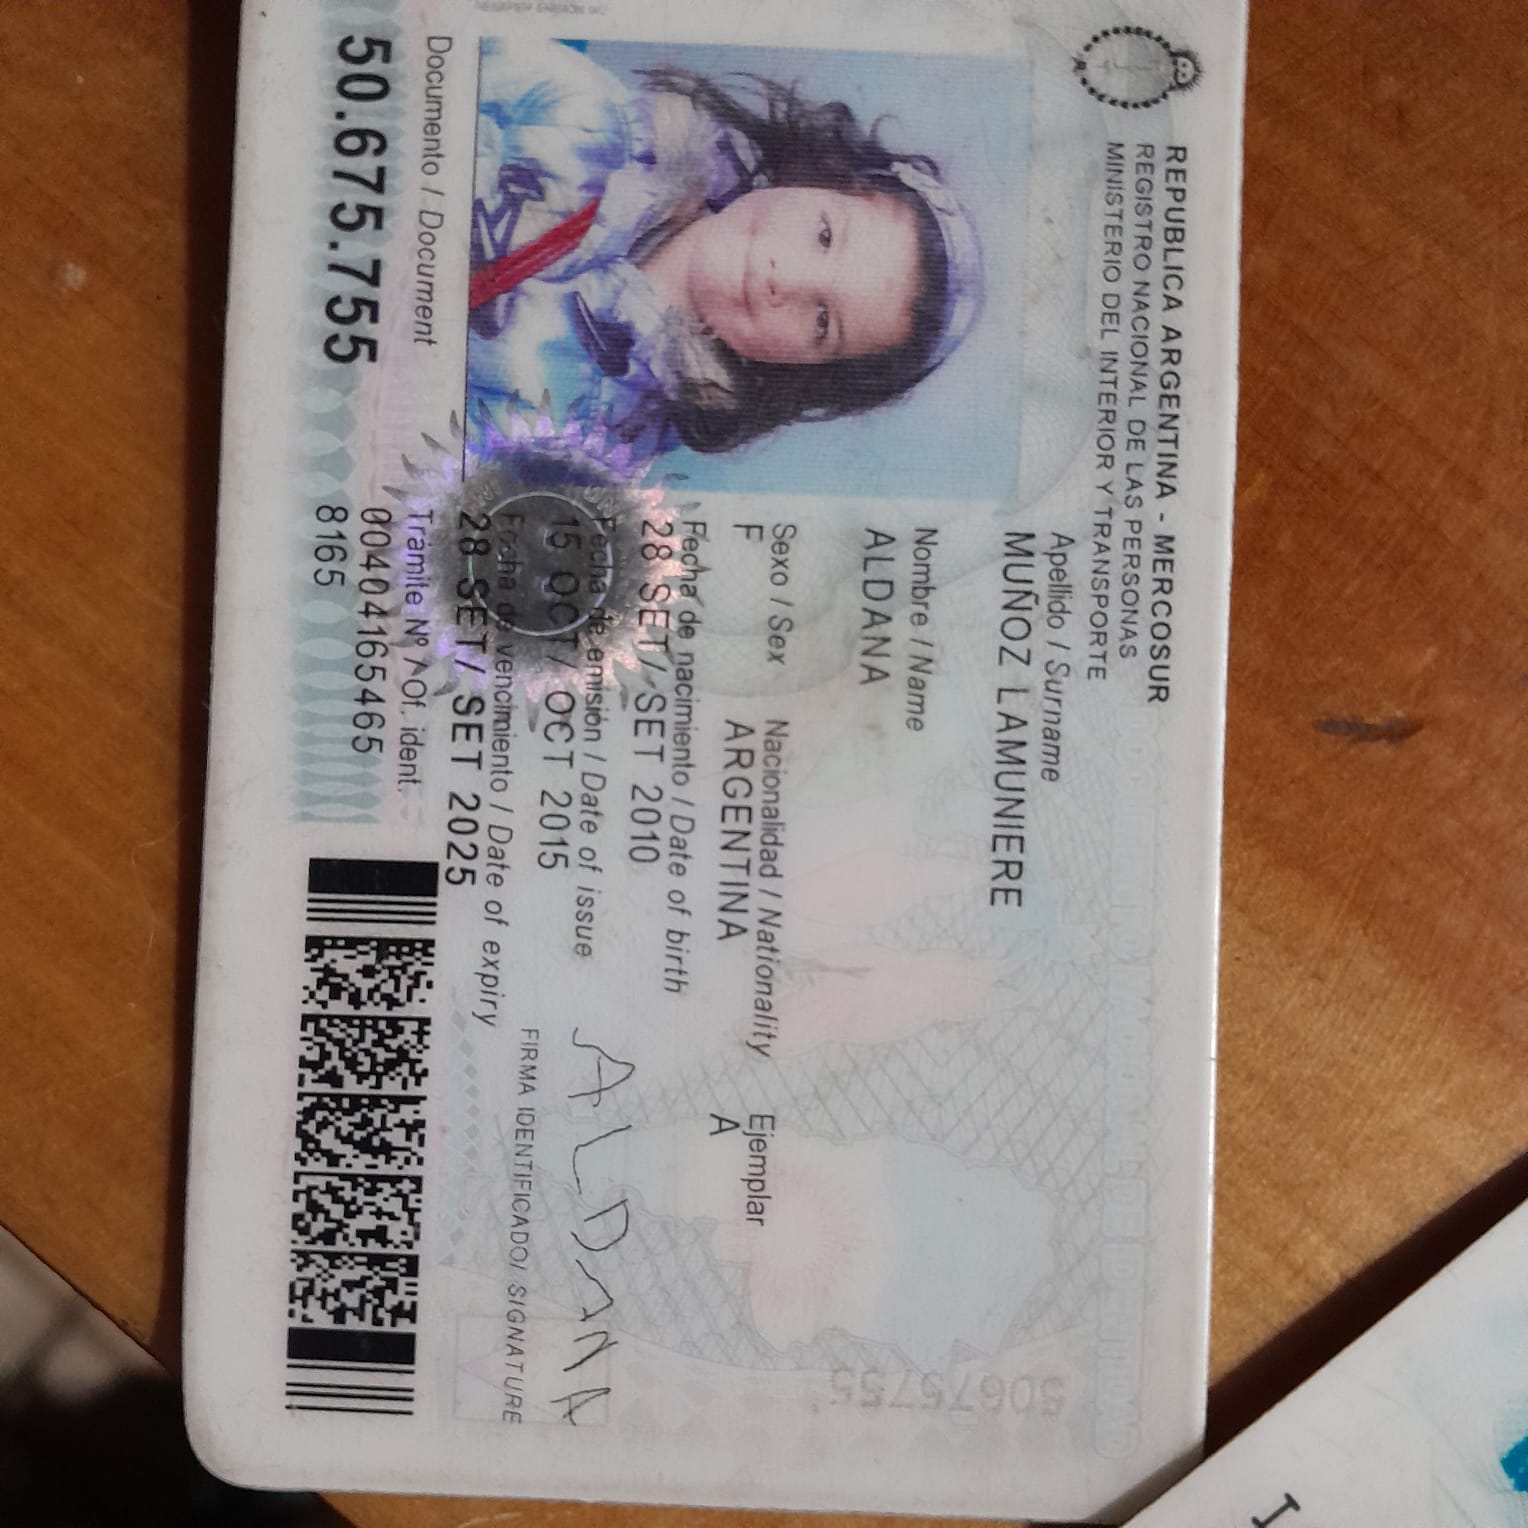 REPUBLICA ARGENTINA - MERCOSUR
REGISTRO NACIONAL DE LAS PERSONAS
MINISTERIO DEL INTERIOR Y TRANSPORTE
Apellido / Surname
MUÑOZ LAMUNIERE
Nombre / Name
ALDANA
Sexo / Sex Nacionalidad / Nationality Ejemplar
F ARGENTINA A
Fecha de nacimiento / Date of birth
28 SET/ SET 2010
Fecha de emisión / Date of issue
15 OCT/ OCT 2015
Fecha de vencimiento / Date of expiry
28 SET/ SET 2025
ALDANA
FIRMA IDENTIFICADO/ SIGNATURE
Documento / Document
50.675.755
Trámite Nº / Of. ident.
00404165465
8165
50675755